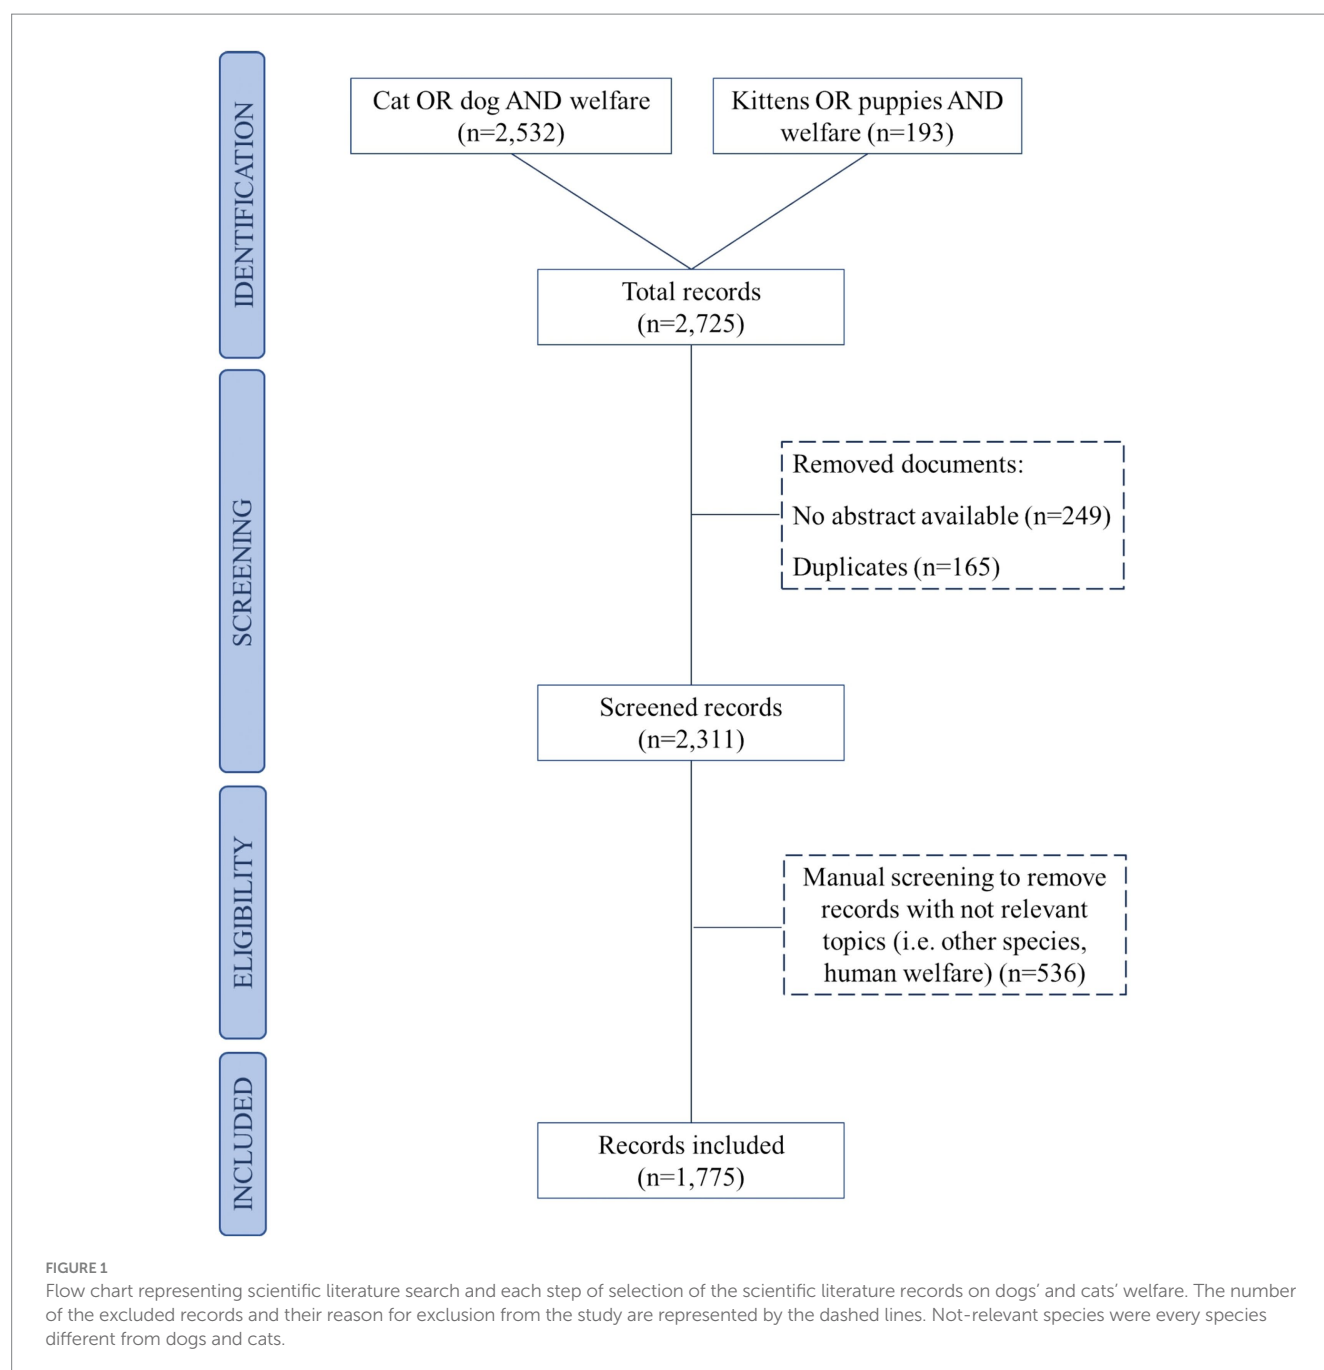 IDENTIFICATION
Cat OR dog AND welfare
(n=2,532)
Kittens OR puppies AND
welfare (n=193)
Total records
(n=2,725)
SCREENING
Removed documents:
No abstract available (n=249)
Duplicates (n=165)
Screened records
(n=2,311)
ELIGIBILITY
Manual screening to remove
records with not relevant
topics (i.e. other species,
human welfare) (n=536)
INCLUDED
Records included
(n=1,775)
FIGURE 1
Flow chart representing scientific literature search and each step of selection of the scientific literature records on dogs’ and cats’ welfare. The number
of the excluded records and their reason for exclusion from the study are represented by the dashed lines. Not-relevant species were every species
different from dogs and cats.